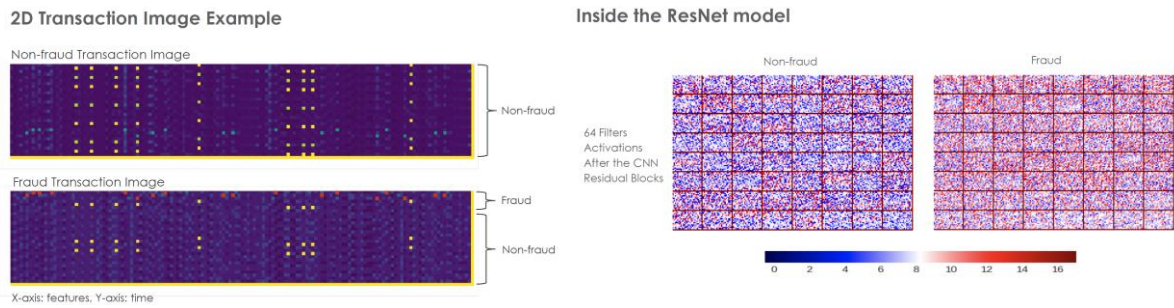 2D Transaction Image Example
Non-fraud Transaction Image
Non-fraud
Fraud Transaction Image
Fraud
Non-fraud
X-axis: features, Y-axis: time
Inside the ResNet model
Non-fraud
Fraud
64 Filters
Activations
After the CNN
Residual Blocks
0 2 4 6 8 10 12 14 16